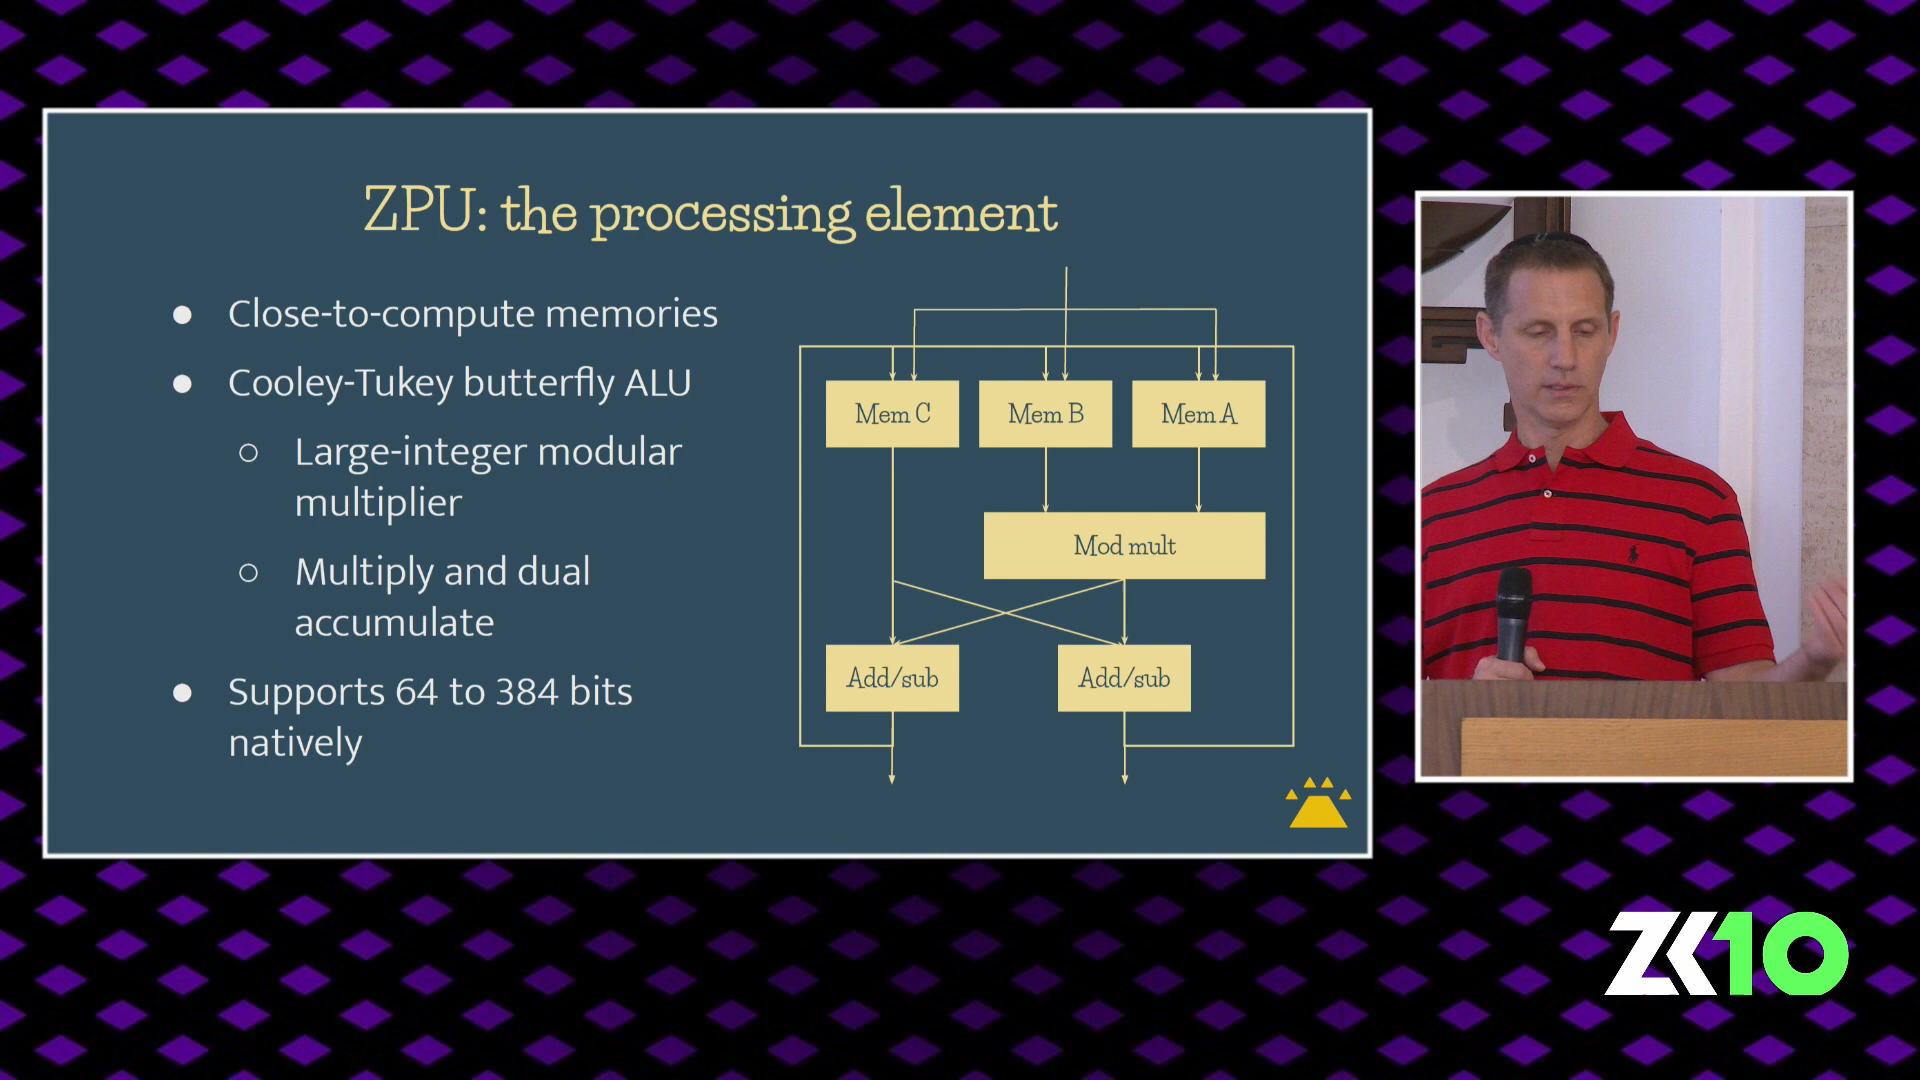 ZPU: the processing element
● Close-to-compute memories
● Cooley-Tukey butterfly ALU
○ Large-integer modular
multiplier
○ Multiply and dual
accumulate
● Supports 64 to 384 bits
natively
Mem C
Mem B
Mem A
Mod mult
Add/sub
Add/sub
ZK10